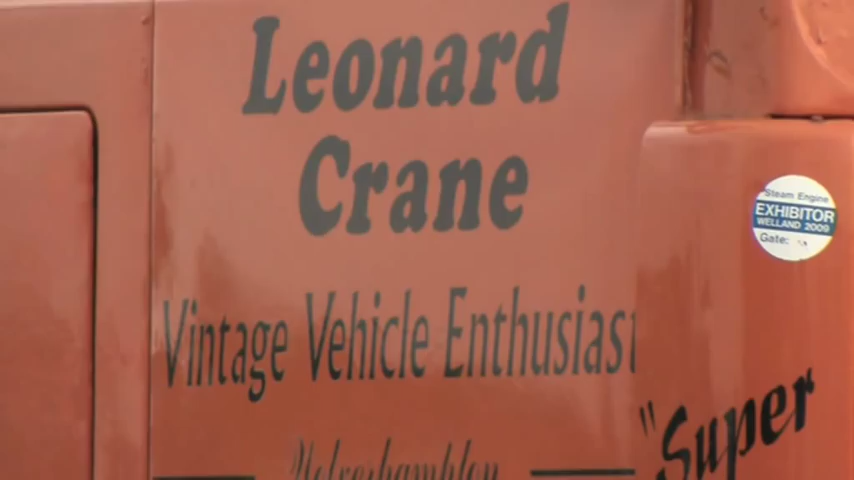 Leonard
Crane
Vintage Vehicle Enthusiast
Steam Engine
EXHIBITOR
WELLAND 2009
Gate:
"Super